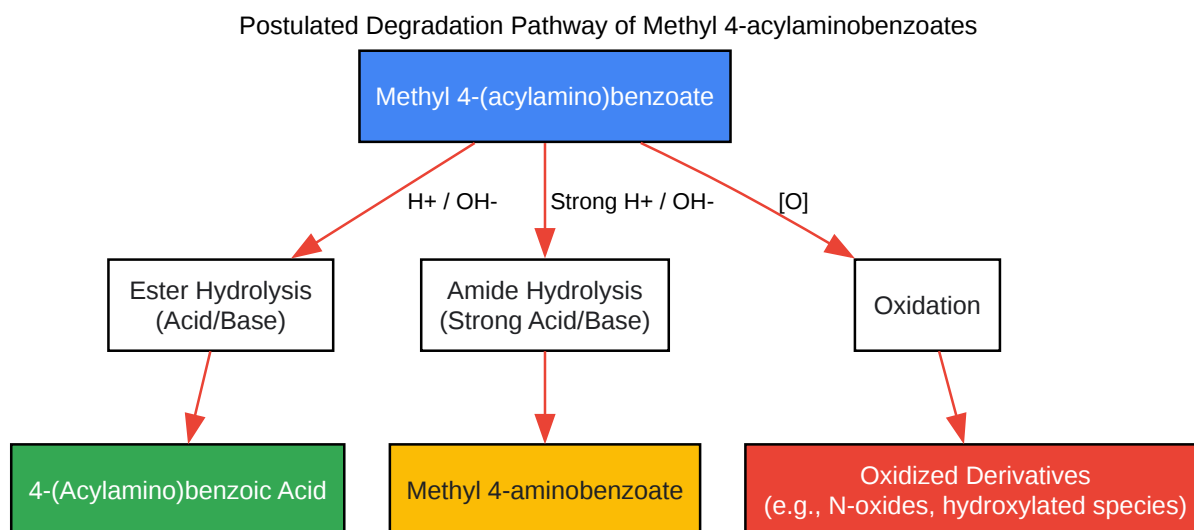 Postulated Degradation Pathway of Methyl 4-acylaminobenzoates
Methyl 4-(acylamino)benzoate
H+ / OH-
Strong H+ / OH-
[O]
Ester Hydrolysis
(Acid/Base)
Amide Hydrolysis
(Strong Acid/Base)
Oxidation
4-(Acylamino)benzoic Acid
Methyl 4-aminobenzoate
Oxidized Derivatives
(e.g., N-oxides, hydroxylated species)